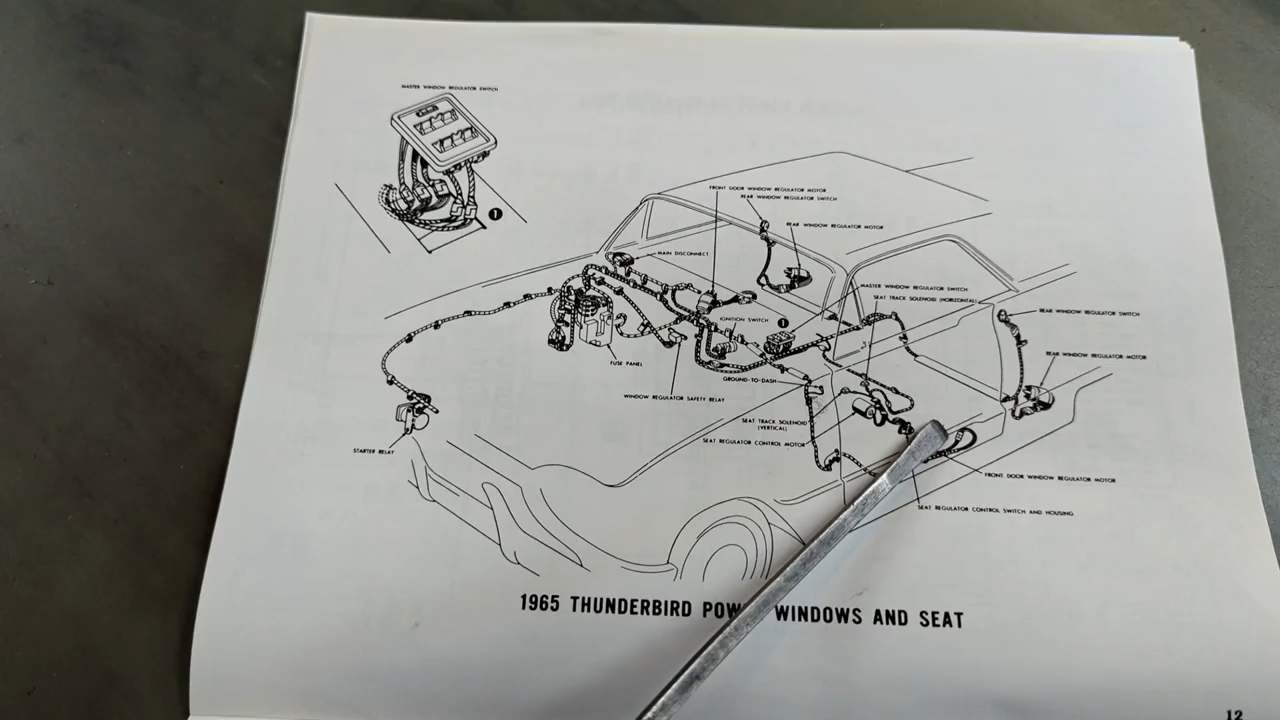 MASTER WINDOW REGULATOR SWITCH
1
FRONT DOOR WINDOW REGULATOR MOTOR
REAR WINDOW REGULATOR SWITCH
REAR WINDOW REGULATOR MOTOR
MAIN DISCONNECT
MASTER WINDOW REGULATOR SWITCH
SEAT TRACK SOLENOID (HORIZONTAL)
REAR WINDOW REGULATOR SWITCH
IGNITION SWITCH
1
REAR WINDOW REGULATOR MOTOR
FUSE PANEL
GROUND-TO-DASH
WINDOW REGULATOR SAFETY RELAY
SEAT TRACK SOLENOID
(VERTICAL)
SEAT REGULATOR CONTROL MOTOR
STARTER RELAY
FRONT DOOR WINDOW REGULATOR MOTOR
SEAT REGULATOR CONTROL SWITCH AND HOUSING
1965 THUNDERBIRD WINDOWS AND SEAT
12